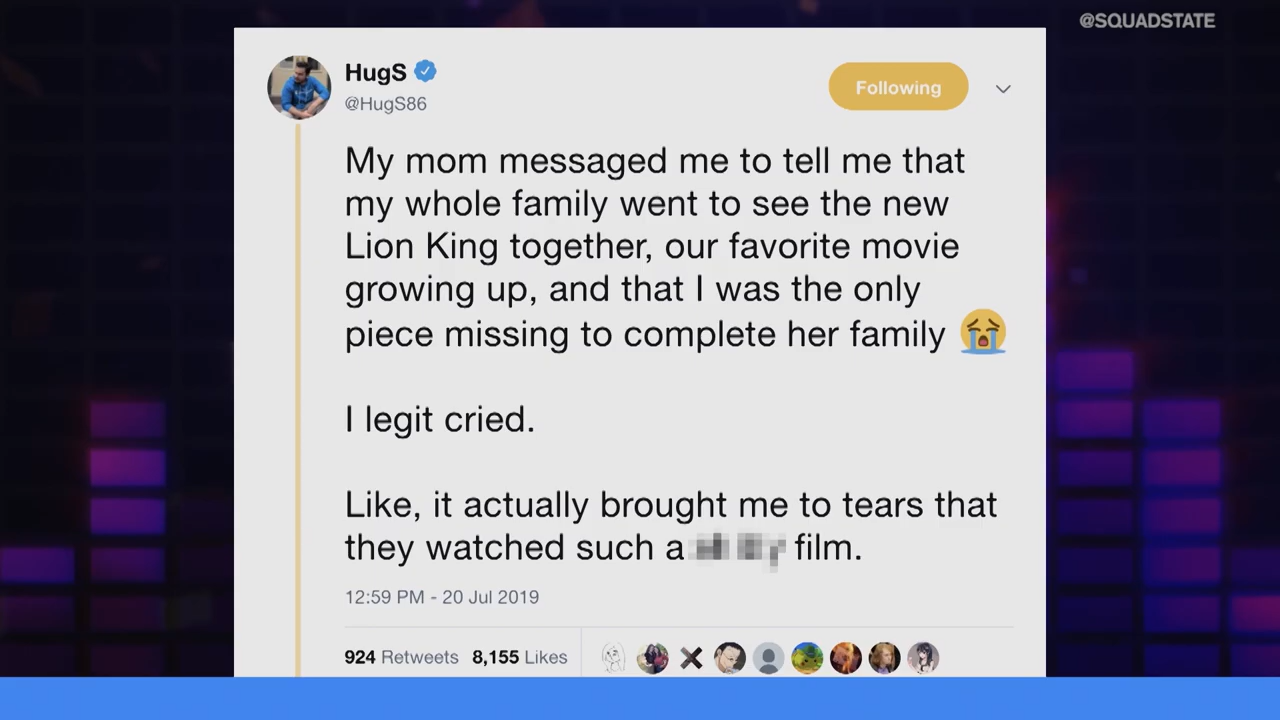 @SQUADSTATE
HugS
@HugS86
Following
My mom messaged me to tell me that
my whole family went to see the new
Lion King together, our favorite movie
growing up, and that I was the only
piece missing to complete her family
I legit cried.
Like, it actually brought me to tears that
they watched such a film.
12:59 PM - 20 Jul 2019
924 Retweets 8,155 Likes